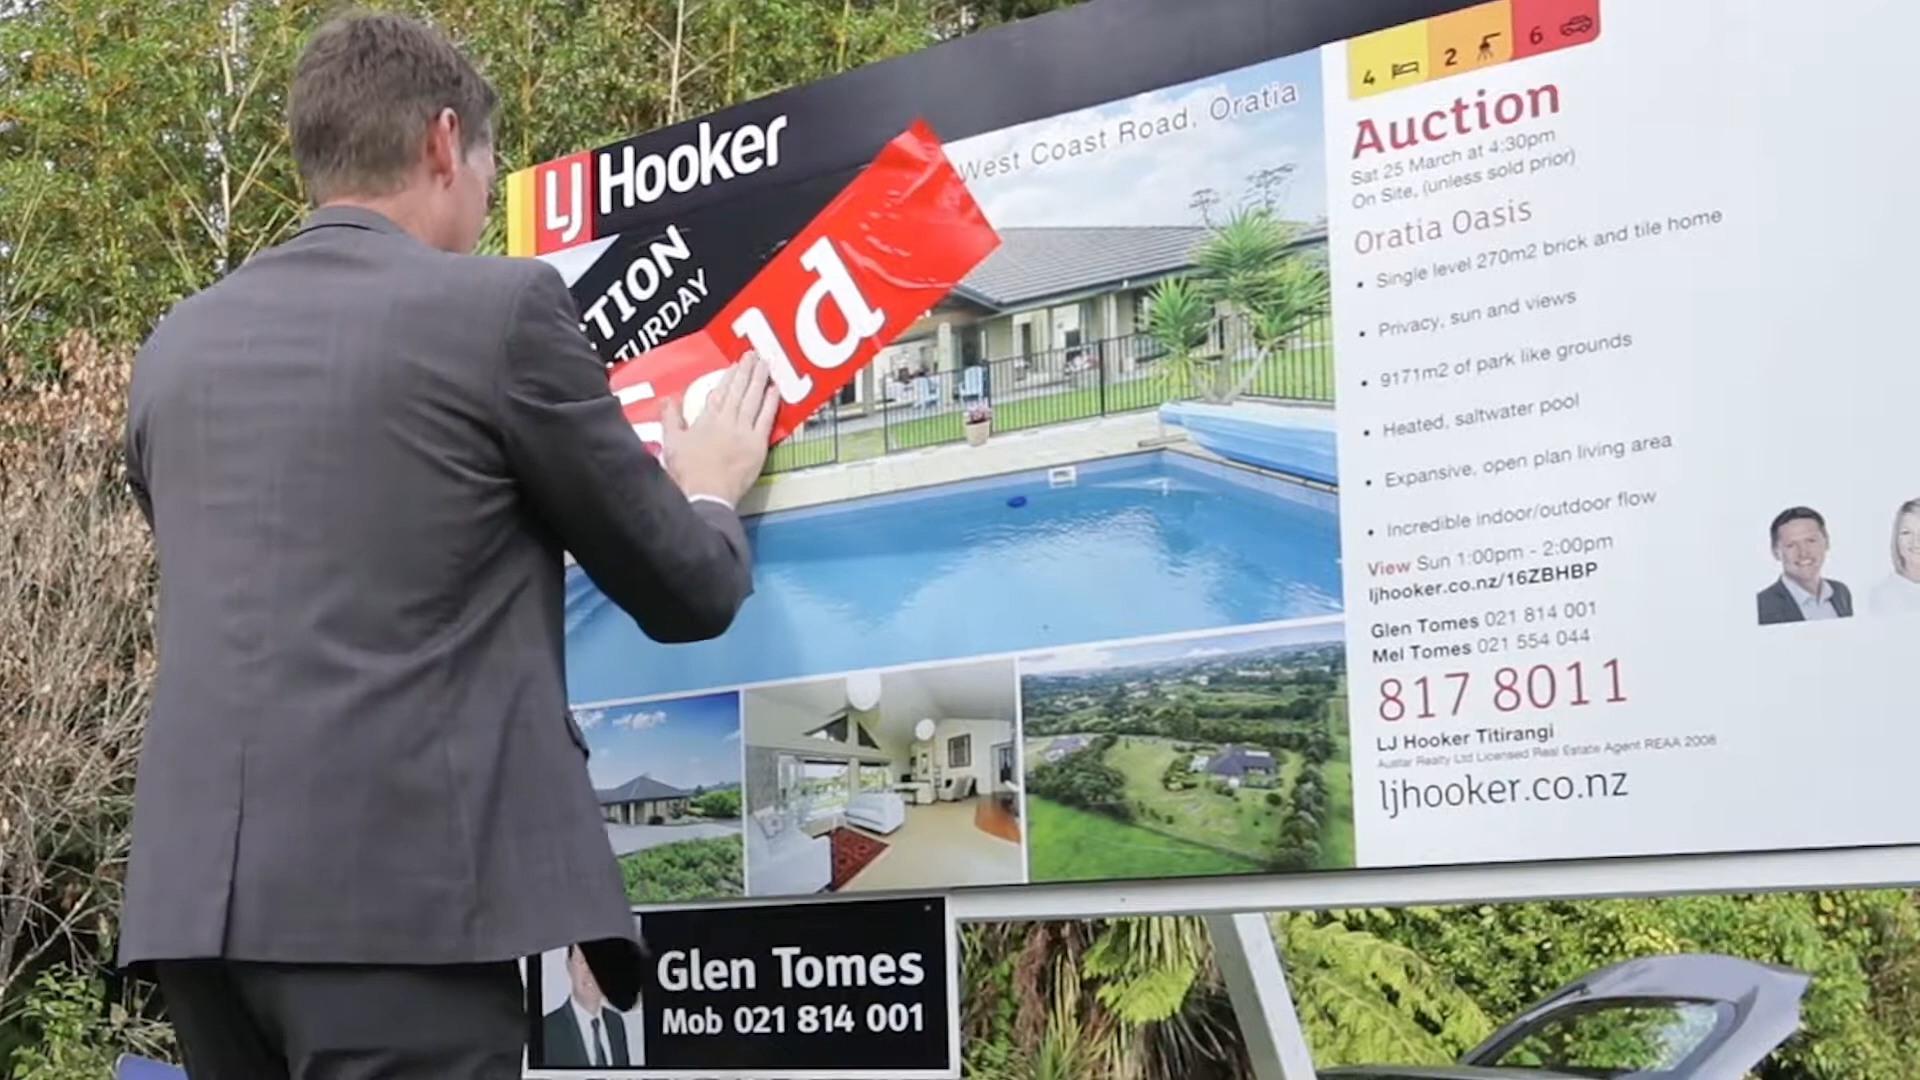 LJ Hooker
TION
TURDAY
Sold
West Coast Road, Oratia
4 2 6
Auction
Sat 25 March at 4:30pm
On Site, (unless sold prior)
Oratia Oasis
• Single level 270m2 brick and tile home
• Privacy, sun and views
• 9171m2 of park like grounds
• Heated, saltwater pool
• Expansive, open plan living area
• Incredible indoor/outdoor flow
View Sun 1:00pm - 2:00pm
ljhooker.co.nz/16ZBHBP
Glen Tomes 021 814 001
Mel Tomes 021 554 044
817 8011
LJ Hooker Titirangi
Austar Realty Ltd Licensed Real Estate Agent REAA 2008
ljhooker.co.nz
Glen Tomes
Mob 021 814 001